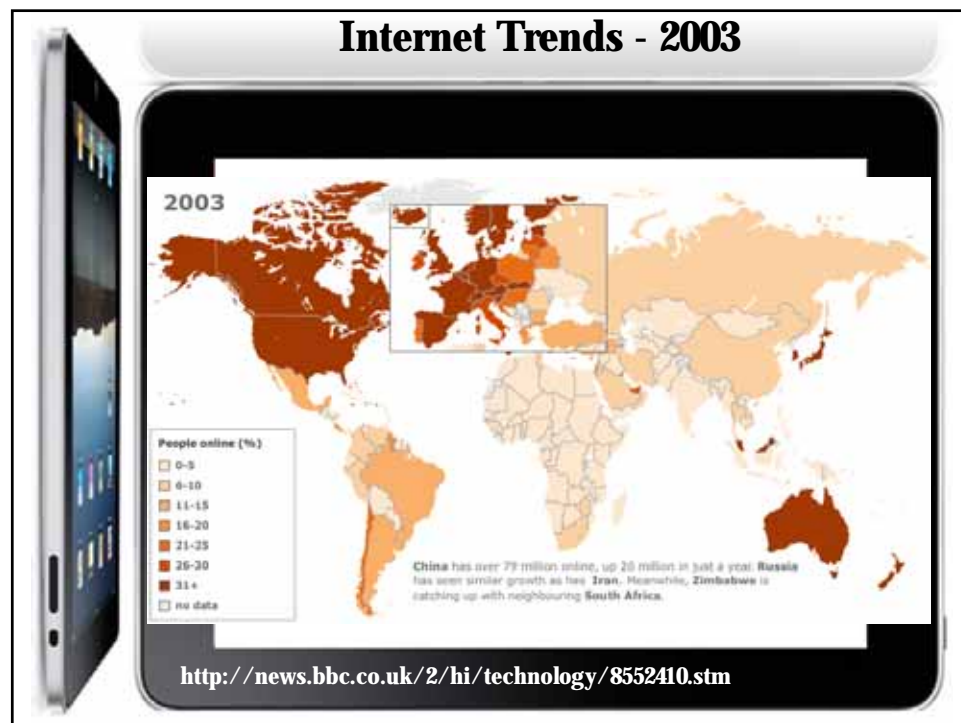 Internet Trends - 2003
2003
People online (%)
0-5
6-10
11-15
16-20
21-25
26-30
31+
no data
China has over 79 million online, up 20 million in just a year. Russia
has seen similar growth as has Iran. Meanwhile, Zimbabwe is
catching up with neighbouring South Africa.
http://news.bbc.co.uk/2/hi/technology/8552410.stm